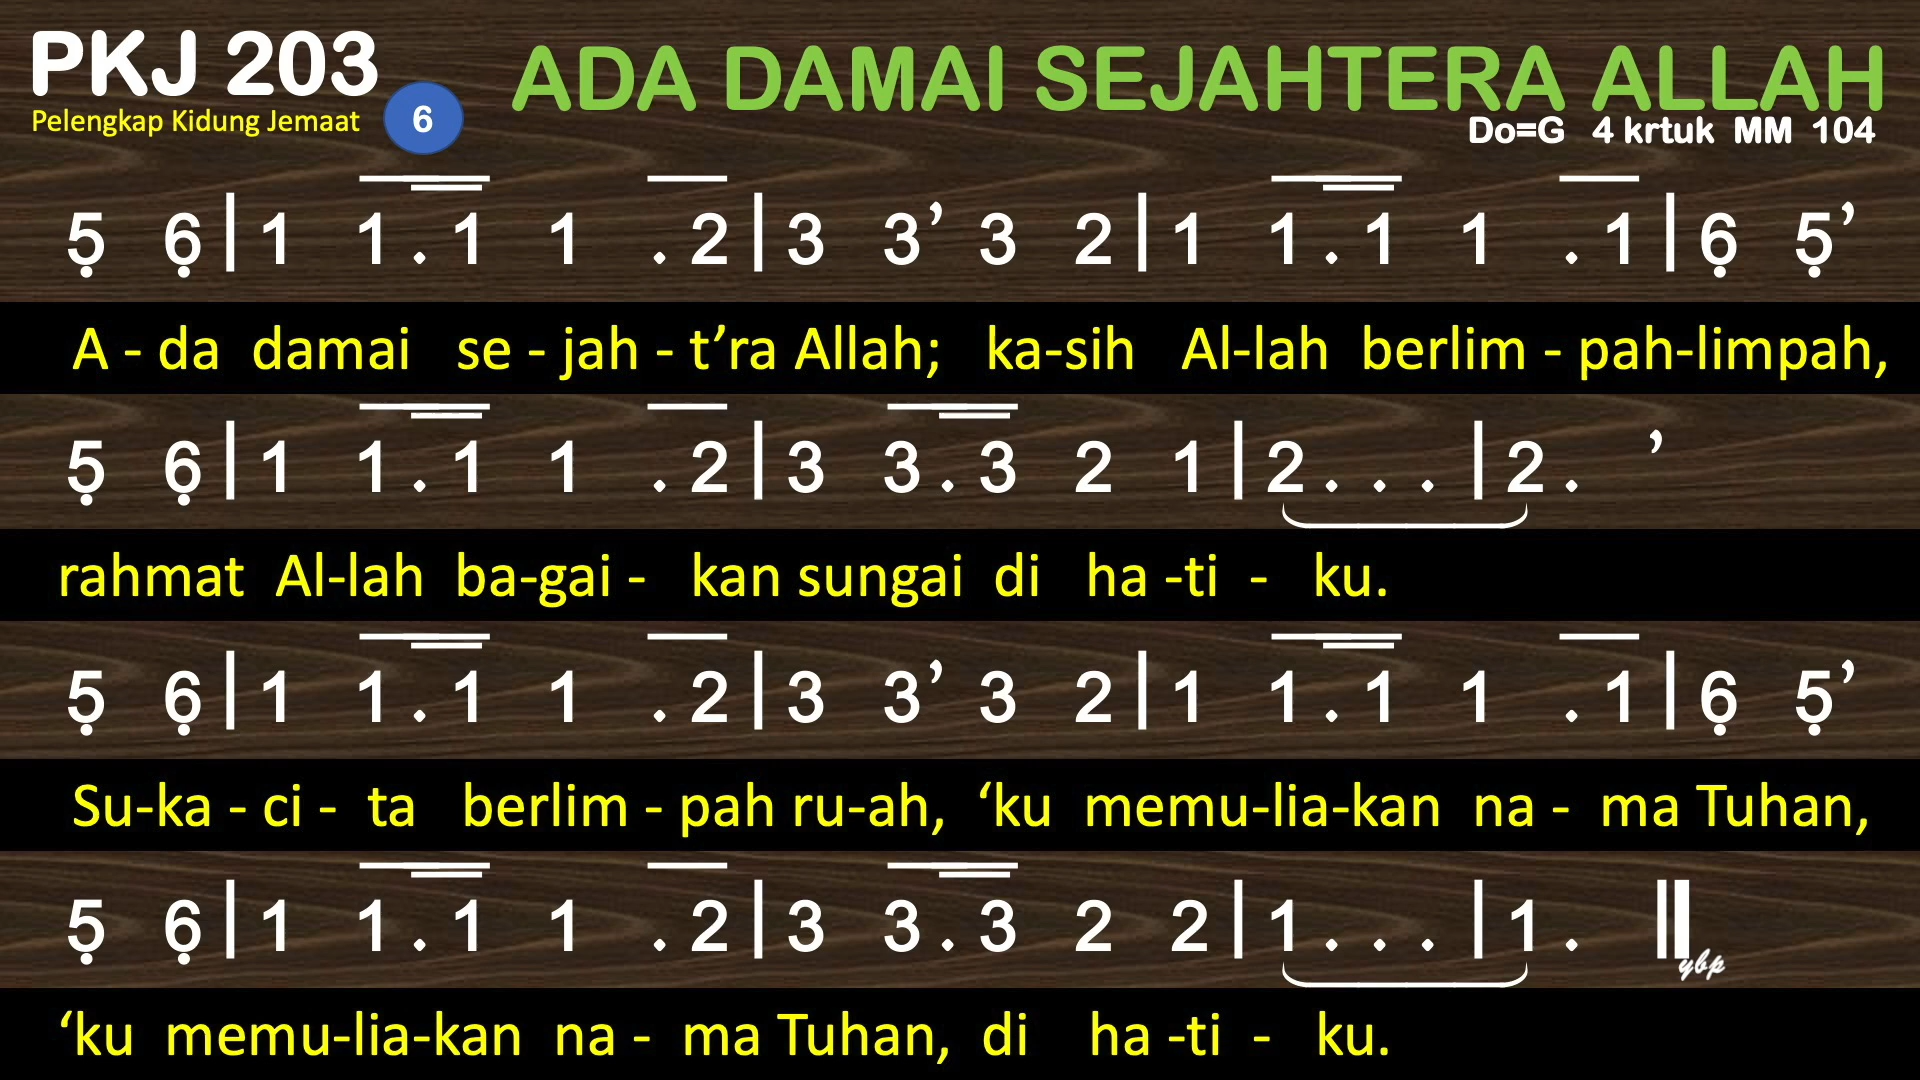 PKJ 203
Pelengkap Kidung Jemaat
6
ADA DAMAI SEJAHTERA ALLAH
Do=G 4 krtuk MM 104
5̣ 6̣ | 1 1 . 1 1 . 2 | 3 3’ 3 2 | 1 1 . 1 1 . 1 | 6̣ 5̣’
A - da damai se - jah - t’ra Allah; ka-sih Al-lah berlim - pah-limpah,
5̣ 6̣ | 1 1 . 1 1 . 2 | 3 3 . 3 2 1 | 2 . . . | 2 . ’
rahmat Al-lah ba-gai - kan sungai di ha -ti - ku.
5̣ 6̣ | 1 1 . 1 1 . 2 | 3 3’ 3 2 | 1 1 . 1 1 . 1 | 6̣ 5̣’
Su-ka - ci - ta berlim - pah ru-ah, ‘ku memu-lia-kan na - ma Tuhan,
5̣ 6̣ | 1 1 . 1 1 . 2 | 3 3 . 3 2 2 | 1 . . . | 1 . ||
ybp
‘ku memu-lia-kan na - ma Tuhan, di ha -ti - ku.